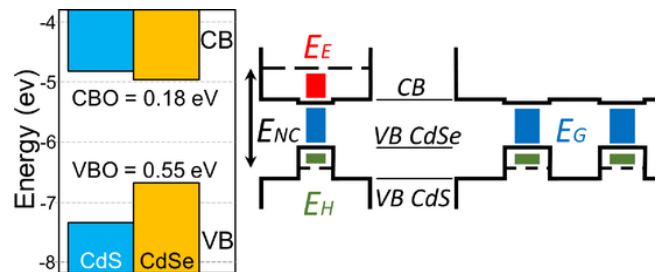 Energy (ev)
-4
-5
-6
-7
-8
CB
CBO = 0.18 eV
VBO = 0.55 eV
VB
CdS
CdSe
E_E
E_NC
E_H
CB
VB CdSe
VB CdS
E_G